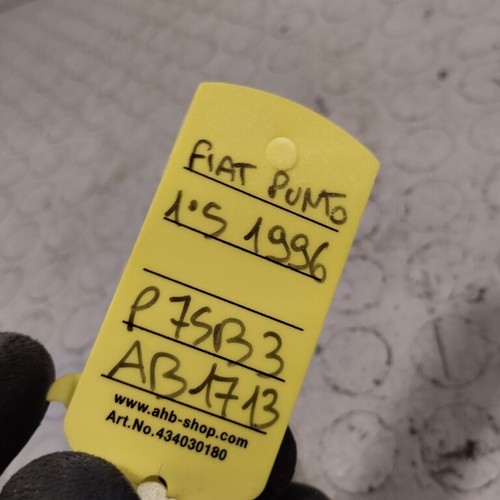 FIAT PUNTO
1°S 1996
P7SB3
AB1713
www.ahb-shop.com
Art.No.434030180